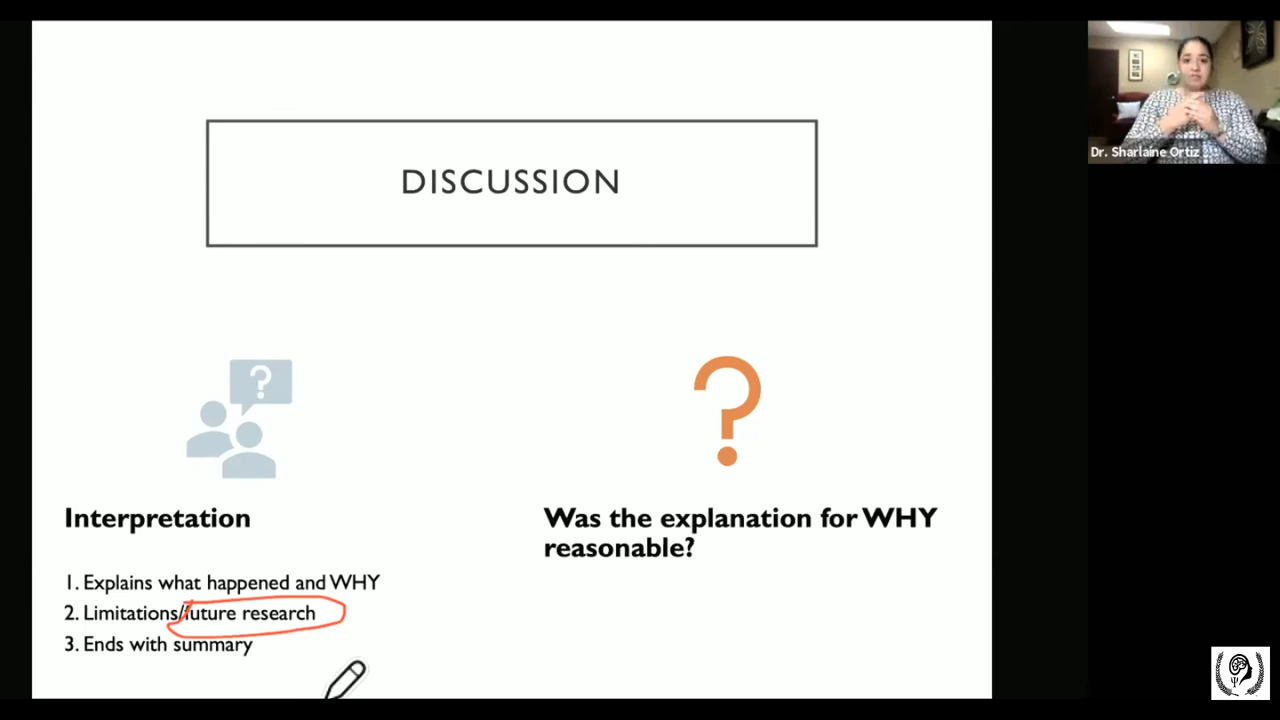 DISCUSSION
?
?
Interpretation
1. Explains what happened and WHY
2. Limitations/future research
3. Ends with summary
Was the explanation for WHY
reasonable?
Dr. Sharlaine Ortiz
Ψ